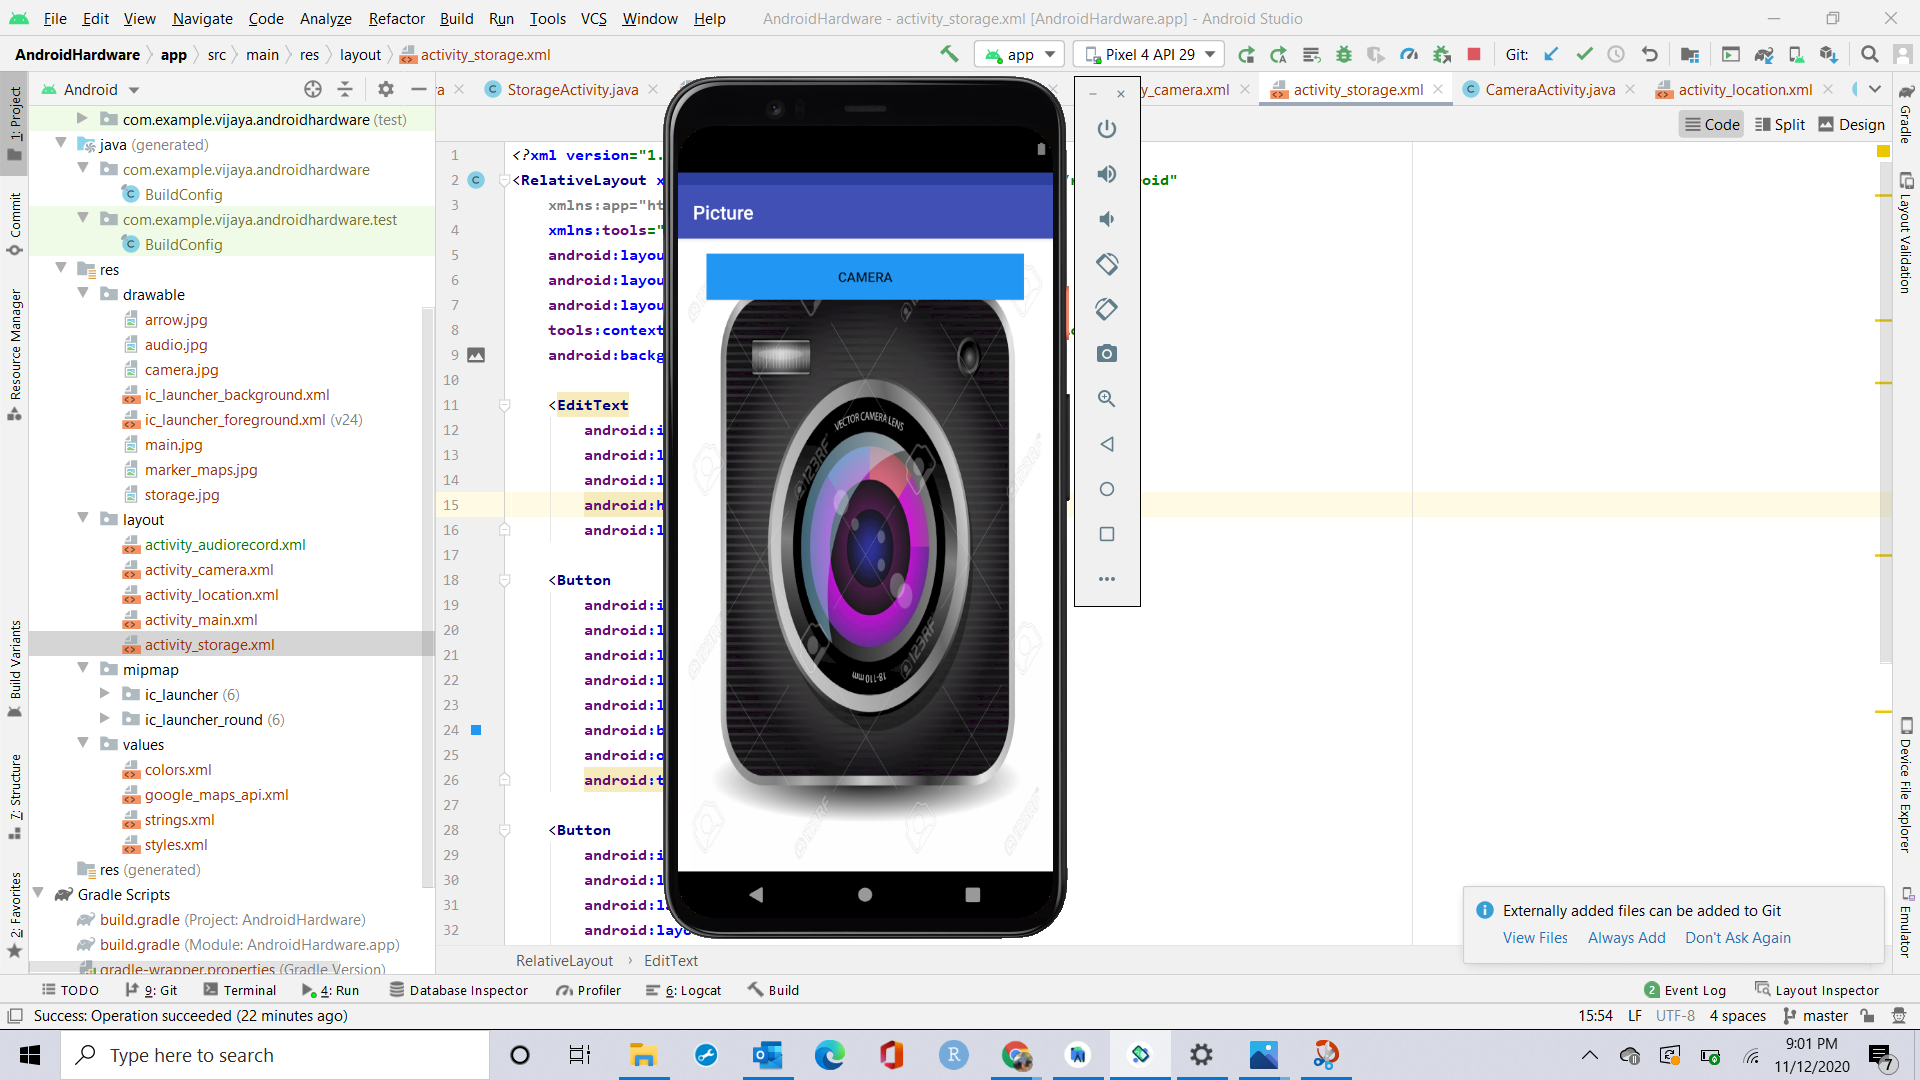 File Edit View Navigate Code Analyze Refactor Build Run Tools VCS Window Help AndroidHardware - activity_storage.xml [AndroidHardware.app] - Android Studio
AndroidHardware app src main res layout activity_storage.xml app Pixel 4 API 29 Git:
Android
StorageActivity.java
y_camera.xml
activity_storage.xml
CameraActivity.java
activity_location.xml
Code Split Design
1: Project
Commit
Resource Manager
Build Variants
7: Structure
2: Favorites
com.example.vijaya.androidhardware (test)
java (generated)
com.example.vijaya.androidhardware
BuildConfig
com.example.vijaya.androidhardware.test
BuildConfig
res
drawable
arrow.jpg
audio.jpg
camera.jpg
ic_launcher_background.xml
ic_launcher_foreground.xml (v24)
main.jpg
marker_maps.jpg
storage.jpg
layout
activity_audiorecord.xml
activity_camera.xml
activity_location.xml
activity_main.xml
activity_storage.xml
mipmap
ic_launcher (6)
ic_launcher_round (6)
values
colors.xml
google_maps_api.xml
strings.xml
styles.xml
res (generated)
Gradle Scripts
build.gradle (Project: AndroidHardware)
build.gradle (Module: AndroidHardware.app)
gradle-wrapper.properties (Gradle Version)
1 <?xml version="1.
2 <RelativeLayout x roid"
3 xmlns:app="ht
4 xmlns:tools="
5 android:layou
6 android:layou
7 android:layou
8 tools:context
9 android:backg
10
11 <EditText
12 android:i
13 android:l
14 android:l
15 android:h
16 android:l
17
18 <Button
19 android:i
20 android:l
21 android:l
22 android:l
23 android:l
24 android:b
25 android:o
26 android:t
27
28 <Button
29 android:i
30 android:l
31 android:la
32 android:layo
Picture
CAMERA
VECTOR CAMERA LENS
@123RF
@123RF
18-110 mm
RelativeLayout EditText
Gradle
Layout Validation
Device File Explorer
Emulator
Externally added files can be added to Git
View Files Always Add Don't Ask Again
TODO 9: Git Terminal 4: Run Database Inspector Profiler 6: Logcat Build 2 Event Log Layout Inspector
Success: Operation succeeded (22 minutes ago) 15:54 LF UTF-8 4 spaces master
Type here to search
9:01 PM
11/12/2020
7